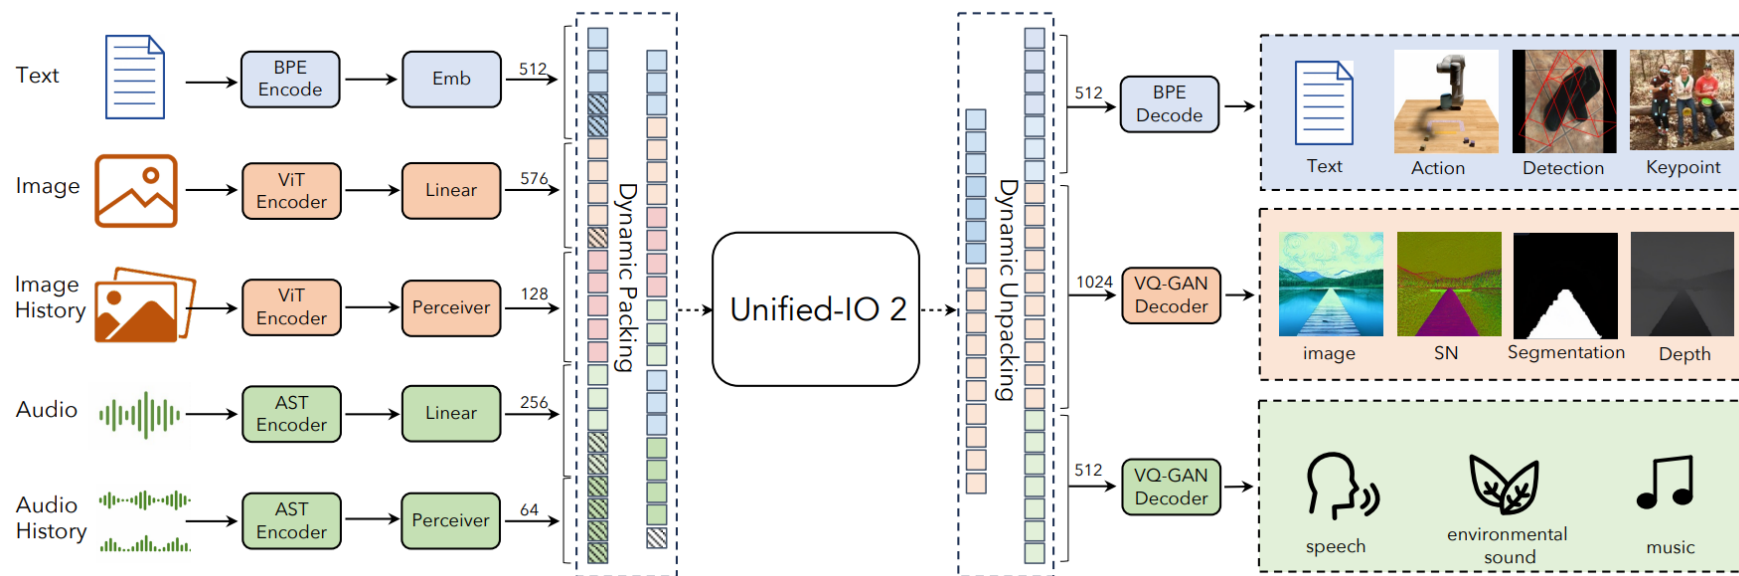 Text
BPE
Encode
Emb
512
Image
ViT
Encoder
Linear
576
Image
History
ViT
Encoder
Perceiver
128
Audio
AST
Encoder
Linear
256
Audio
History
AST
Encoder
Perceiver
64
Dynamic Packing
Unified-IO 2
Dynamic Unpacking
512
BPE
Decode
Text
Action
Detection
Keypoint
1024
VQ-GAN
Decoder
image
SN
Segmentation
Depth
512
VQ-GAN
Decoder
speech
environmental
sound
music